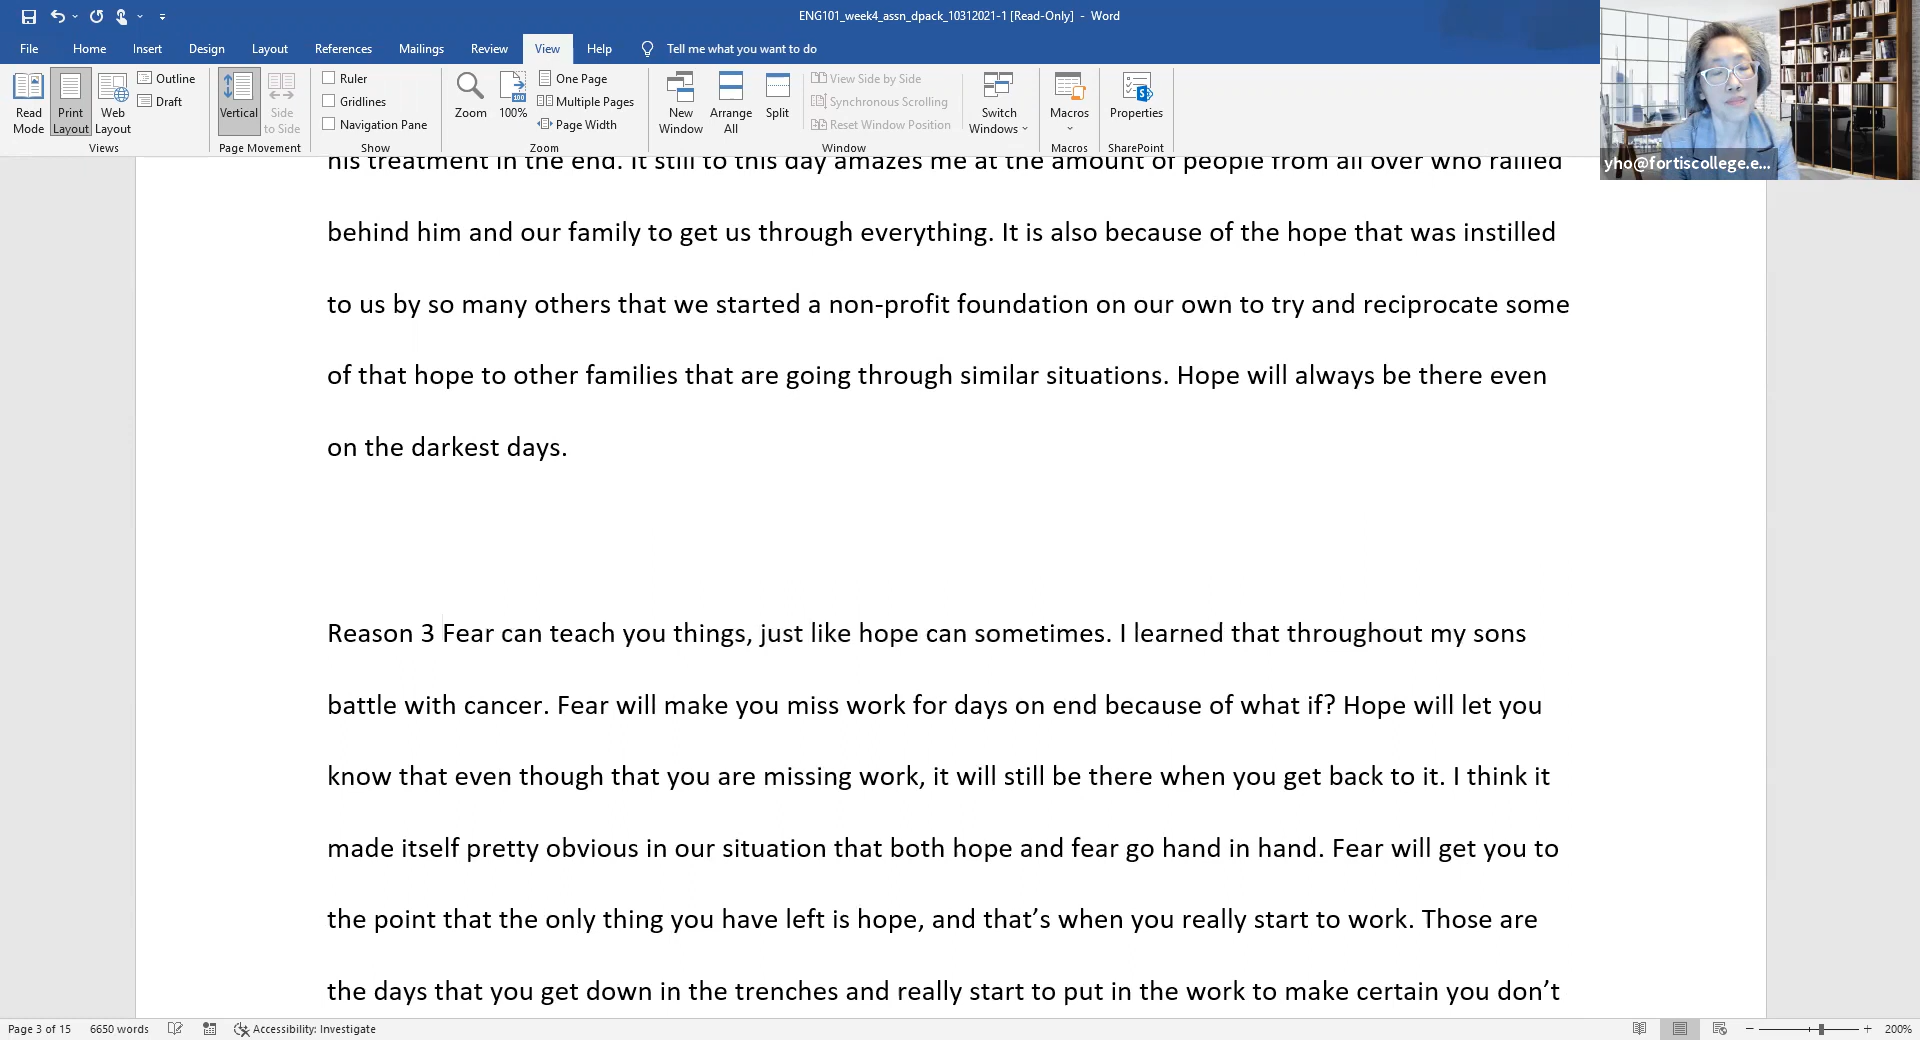 ENG101_week4_assn_dpack_10312021-1 [Read-Only] - Word
File Home Insert Design Layout References Mailings Review View Help Tell me what you want to do
Read Mode
Print Layout
Web Layout
Outline
Draft
Views
Vertical
Side to Side
Page Movement
Ruler
Gridlines
Navigation Pane
Show
Zoom
100
100%
One Page
Multiple Pages
Page Width
Zoom
New Window
Arrange All
Split
View Side by Side
Synchronous Scrolling
Reset Window Position
Window
Switch Windows
Macros
Macros
S
Properties
SharePoint
yho@fortiscollege.e...
his treatment in the end. It still to this day amazes me at the amount of people from all over who rallied
behind him and our family to get us through everything. It is also because of the hope that was instilled
to us by so many others that we started a non-profit foundation on our own to try and reciprocate some
of that hope to other families that are going through similar situations. Hope will always be there even
on the darkest days.
Reason 3 Fear can teach you things, just like hope can sometimes. I learned that throughout my sons
battle with cancer. Fear will make you miss work for days on end because of what if? Hope will let you
know that even though that you are missing work, it will still be there when you get back to it. I think it
made itself pretty obvious in our situation that both hope and fear go hand in hand. Fear will get you to
the point that the only thing you have left is hope, and that’s when you really start to work. Those are
the days that you get down in the trenches and really start to put in the work to make certain you don’t
Page 3 of 15 6650 words Accessibility: Investigate 200%